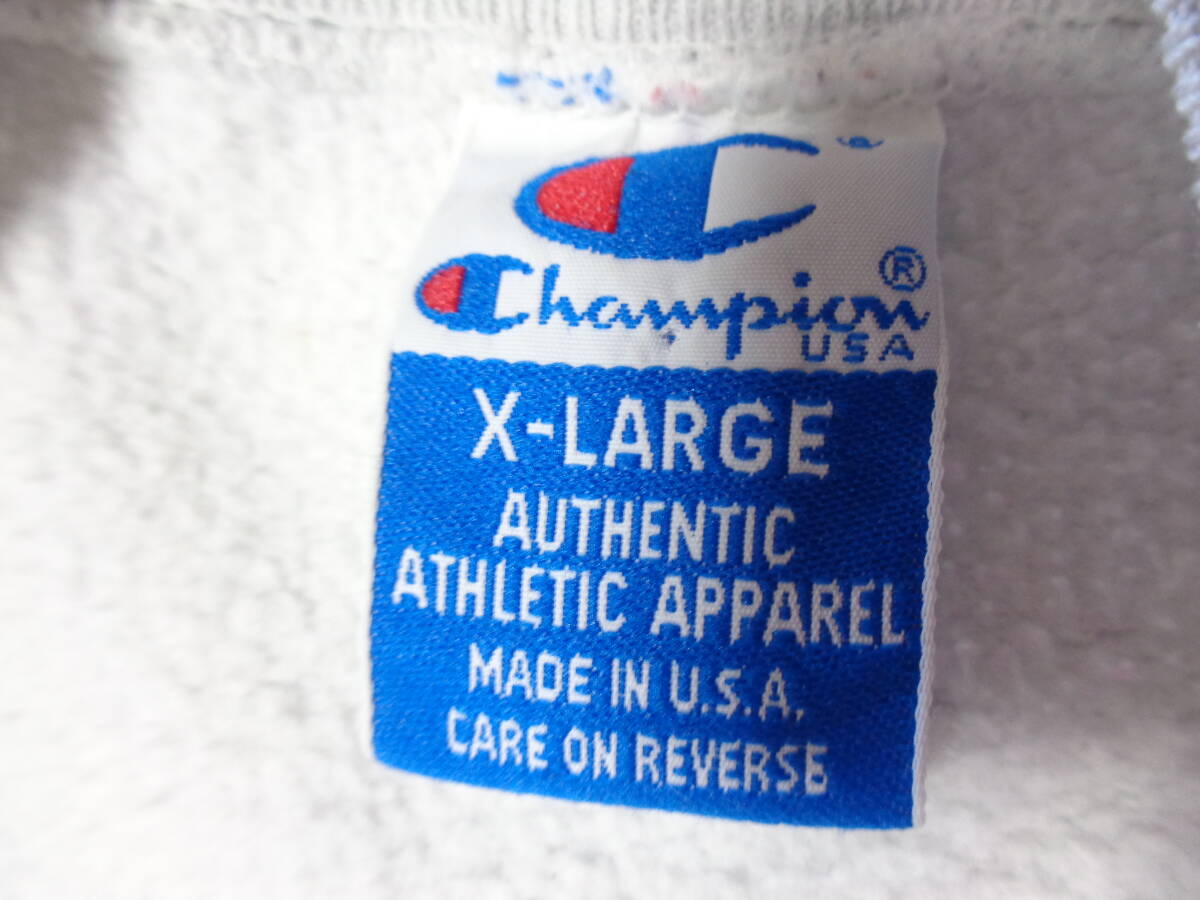 Champion®
USA
X-LARGE
AUTHENTIC
ATHLETIC APPAREL
MADE IN U.S.A.
CARE ON REVERSE